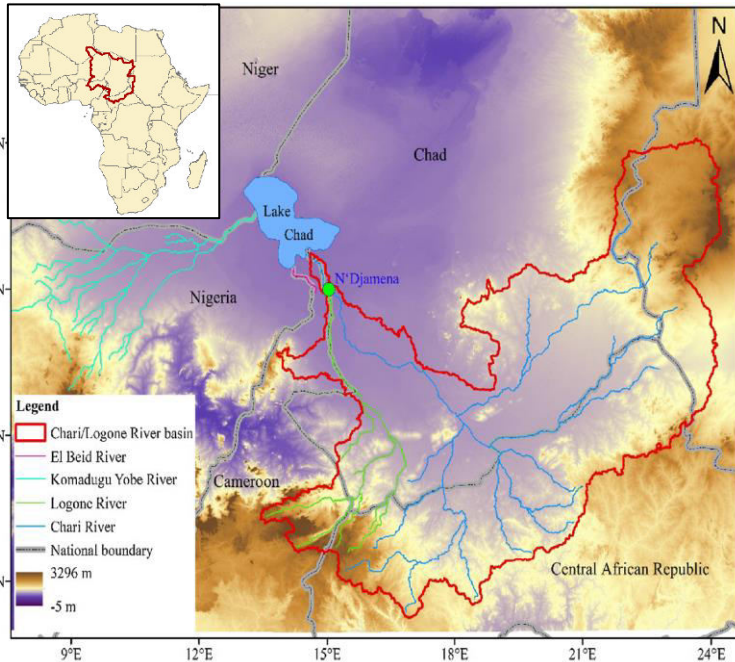 N
Niger
Chad
Lake
Chad
N'Djamena
Nigeria
Legend
Chari/Logone River basin
El Beid River
Komadugu Yobe River
Logone River
Chari River
National boundary
3296 m
-5 m
Cameroon
Central African Republic
9°E
12°E
15°E
18°E
21°E
24°E